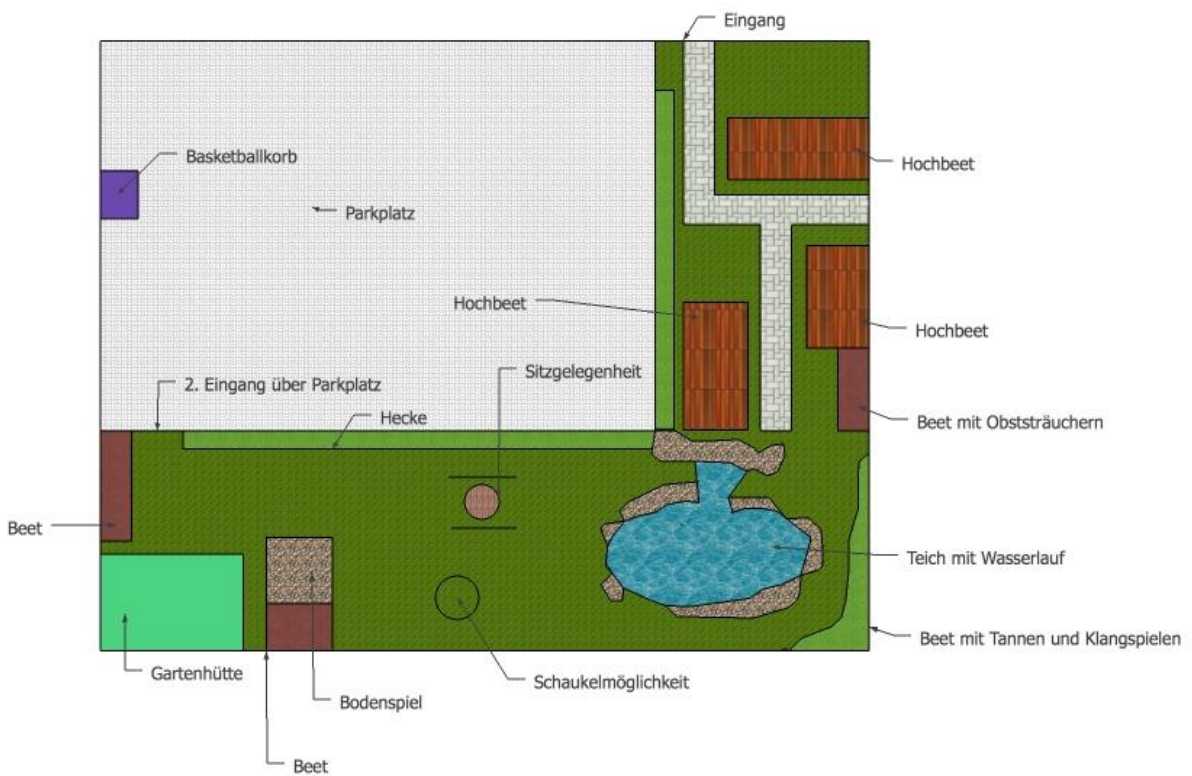 Eingang
Basketballkorb
Hochbeet
Parkplatz
Hochbeet
Hochbeet
Sitzgelegenheit
2. Eingang über Parkplatz
Hecke
Beet mit Obststräuchern
Beet
Teich mit Wasserlauf
Beet mit Tannen und Klangspielen
Gartenhütte
Schaukelmöglichkeit
Bodenspiel
Beet